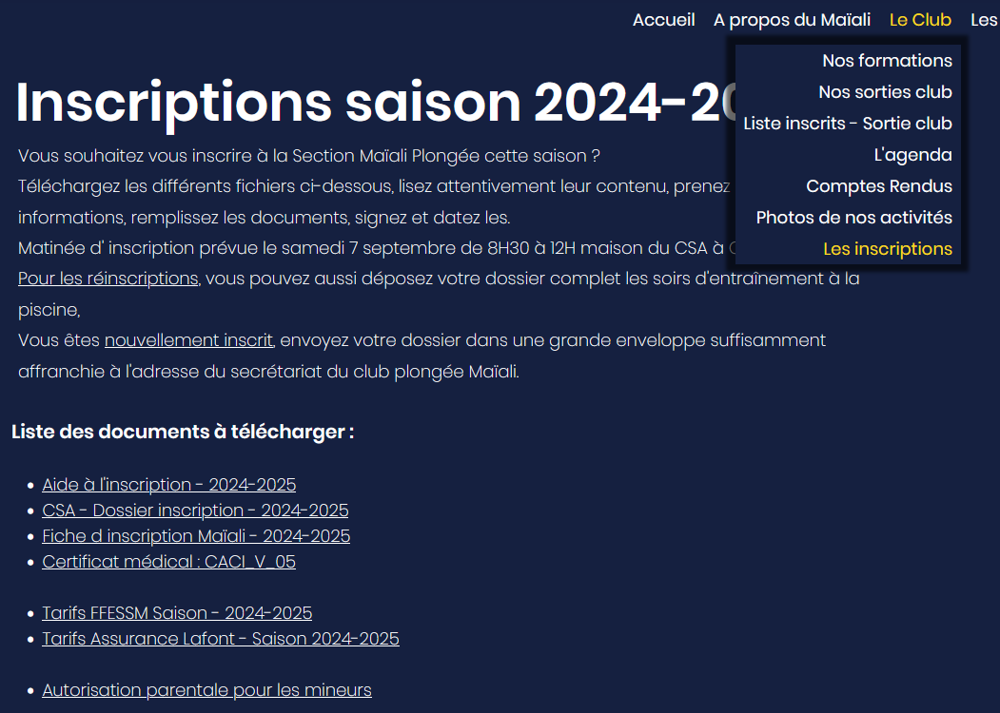 Accueil A propos du Maïali Le Club Les
Nos formations
Nos sorties club
Liste inscrits - Sortie club
L'agenda
Comptes Rendus
Photos de nos activités
Les inscriptions
Inscriptions saison 2024-20
Vous souhaitez vous inscrire à la Section Maïali Plongée cette saison ?
Téléchargez les différents fichiers ci-dessous, lisez attentivement leur contenu, prenez
informations, remplissez les documents, signez et datez les.
Matinée d' inscription prévue le samedi 7 septembre de 8H30 à 12H maison du CSA à
Pour les réinscriptions, vous pouvez aussi déposez votre dossier complet les soirs d'entraînement à la
piscine,
Vous êtes nouvellement inscrit, envoyez votre dossier dans une grande enveloppe suffisamment
affranchie à l'adresse du secrétariat du club plongée Maïali.
Liste des documents à télécharger :
• Aide à l'inscription - 2024-2025
• CSA - Dossier inscription - 2024-2025
• Fiche d inscription Maïali - 2024-2025
• Certificat médical : CACI_V_05
• Tarifs FFESSM Saison - 2024-2025
• Tarifs Assurance Lafont - Saison 2024-2025
• Autorisation parentale pour les mineurs